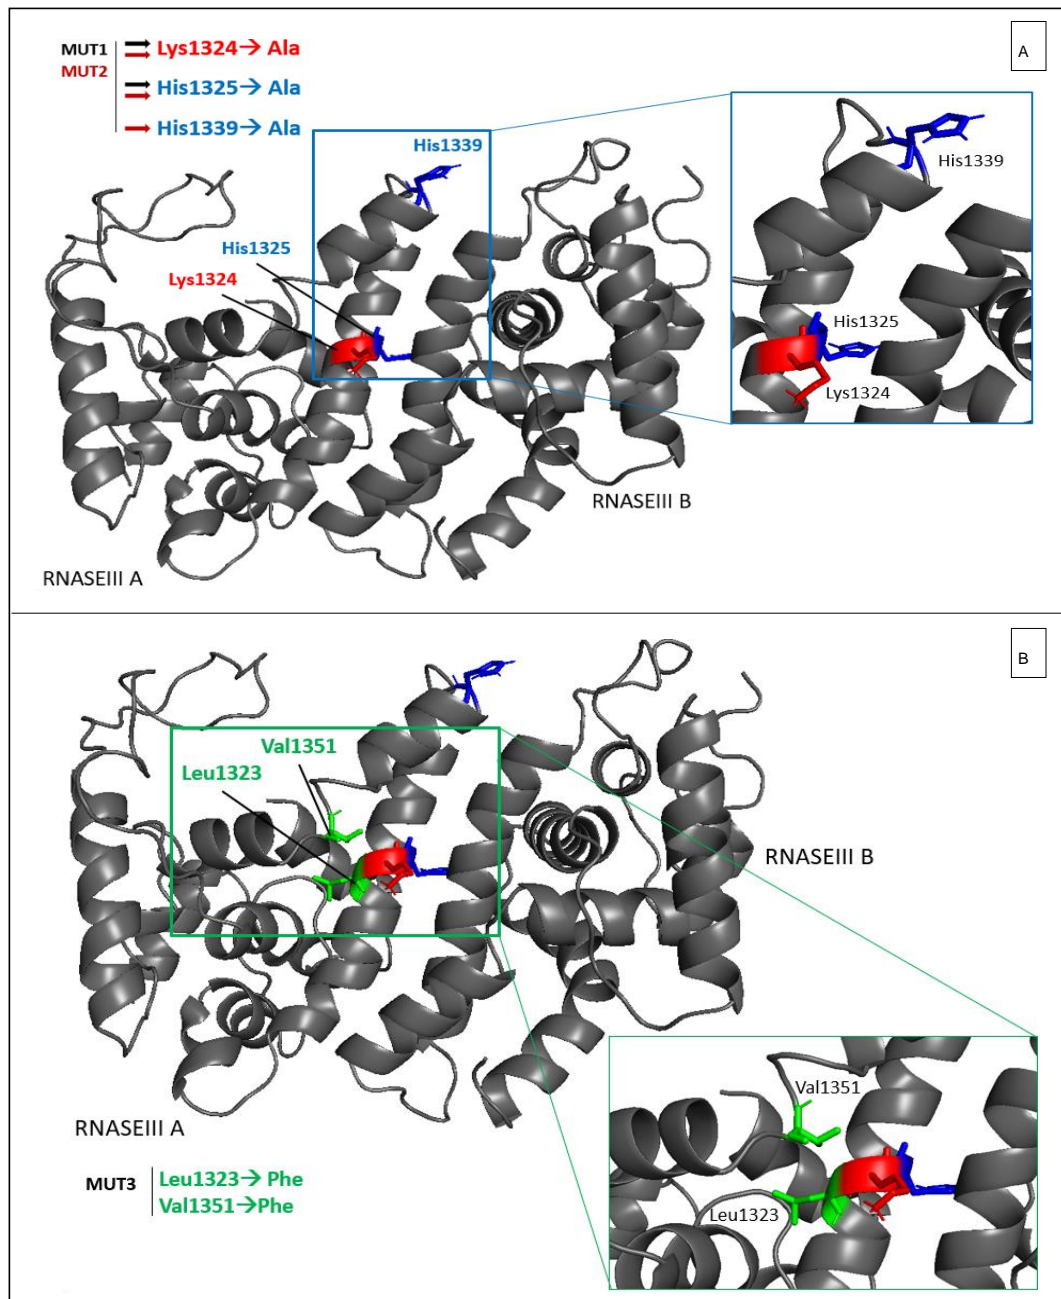 A
MUT1
MUT2
Lys1324→ Ala
His1325→ Ala
His1339→ Ala
His1339
His1325
Lys1324
His1339
His1325
Lys1324
RNASEIII B
RNASEIII A
B
Val1351
Leu1323
RNASEIII B
RNASEIII A
Val1351
Leu1323
MUT3
Leu1323→ Phe
Val1351→Phe